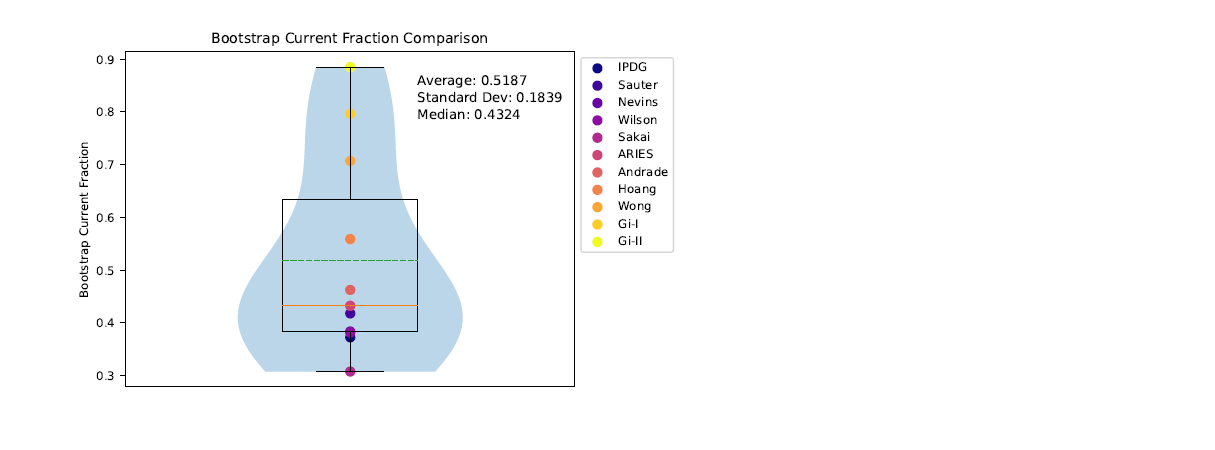 Bootstrap Current Fraction Comparison
Bootstrap Current Fraction
0.9
0.8
0.7
0.6
0.5
0.4
0.3
Average: 0.5187
Standard Dev: 0.1839
Median: 0.4324
IPDG
Sauter
Nevins
Wilson
Sakai
ARIES
Andrade
Hoang
Wong
Gi-I
Gi-II